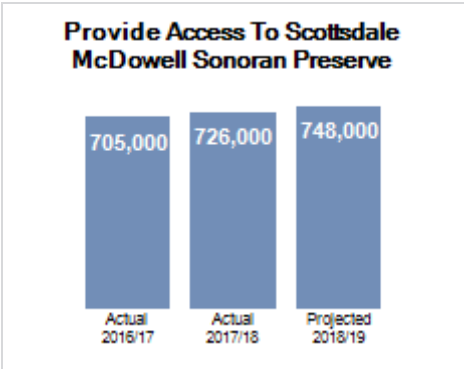 Provide Access To Scottsdale
McDowell Sonoran Preserve
705,000
726,000
748,000
Actual
2016/17
Actual
2017/18
Projected
2018/19